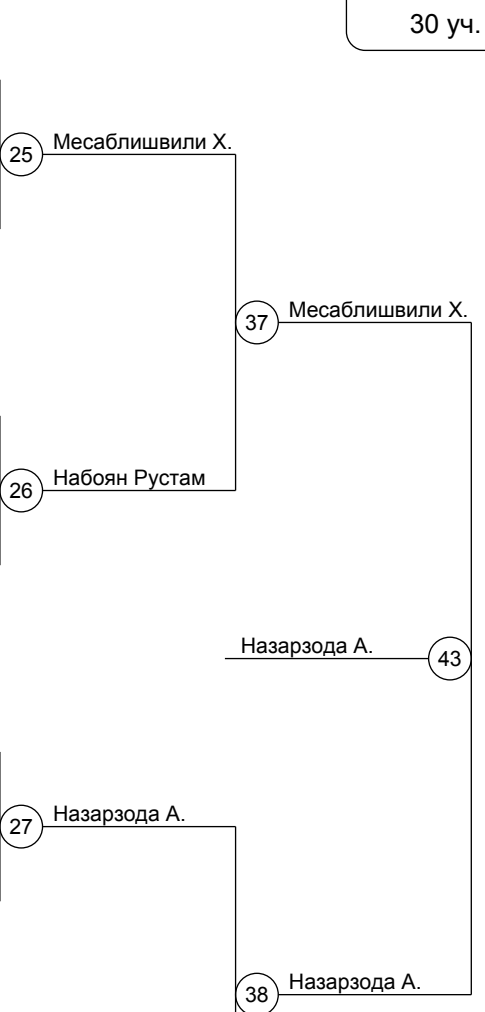 30 уч.
25
Месаблишвили Х.
37
Месаблишвили Х.
26
Набоян Рустам
Назарзода А.
43
27
Назарзода А.
38
Назарзода А.